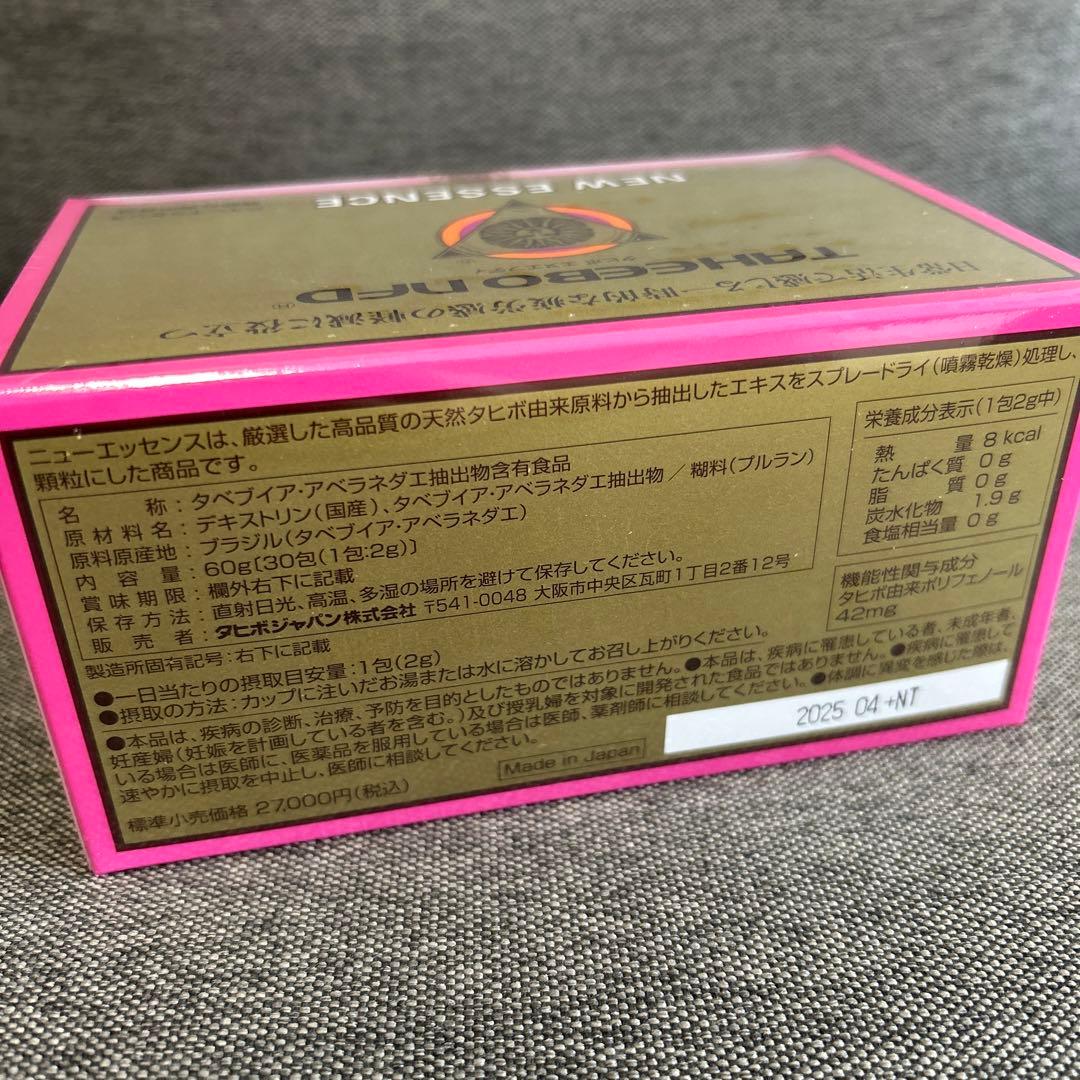 NEW ESSENCE
タヒボ エヌエフディ
TAHEEBO NFD
日常生活で感じる一時的な疲労感の軽減に役立つ
ニューエッセンスは、厳選した高品質の天然タヒボ由来原料から抽出したエキスをスプレードライ(噴霧乾燥)処理し、
顆粒にした商品です。
名称:タベブイア・アベラネダエ抽出物含有食品
原材料名:デキストリン(国産)、タベブイア・アベラネダエ抽出物/糊料(プルラン)
原料原産地:ブラジル(タベブイア・アベラネダエ)
内容量:60g〔30包(1包:2g)〕
賞味期限:欄外右下に記載
保存方法:直射日光、高温、多湿の場所を避けて保存してください。
販売者:タヒボジャパン株式会社 〒541-0048 大阪市中央区瓦町1丁目2番12号
製造所固有記号:右下に記載
栄養成分表示(1包2g中)
熱量 8 kcal
たんぱく質 0 g
脂質 0 g
炭水化物 1.9 g
食塩相当量 0 g
機能性関与成分
タヒボ由来ポリフェノール
42mg
●一日当たりの摂取目安量:1包(2g)
●摂取の方法:カップに注いだお湯または水に溶かしてお召し上がりください。
●本品は、疾病の診断、治療、予防を目的としたものではありません。●本品は、疾病に罹患している者、未成年者、
妊産婦(妊娠を計画している者を含む。)及び授乳婦を対象に開発された食品ではありません。●疾病に罹患して
いる場合は医師に、医薬品を服用している場合は医師、薬剤師に相談してください。●体調に異変を感じた際は、
速やかに摂取を中止し、医師に相談してください。
標準小売価格 27,000円(税込)
Made in Japan
2025 04 +NT